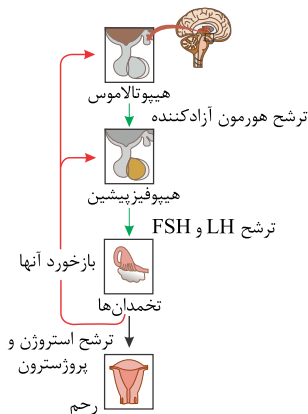 هیپوتالاموس
ترشح هورمون آزادکننده
هیپوفیزپیشین
ترشح LH و FSH
بازخورد آنها
تخمدان‌ها
ترشح استروژن و
پروژسترون
رحم